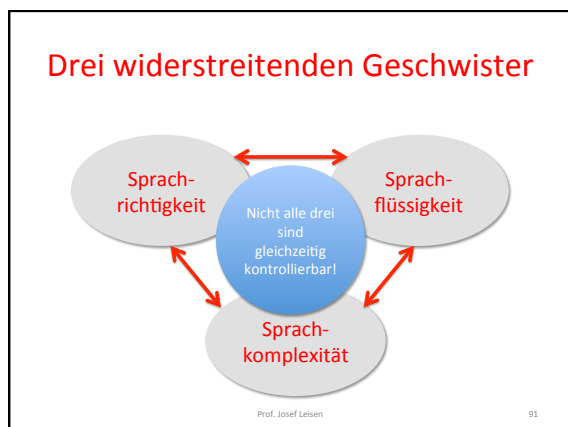 Drei widerstreitenden Geschwister
Sprach-
richtigkeit
Sprach-
flüssigkeit
Nicht alle drei
sind
gleichzeitig
kontrollierbar!
Sprach-
komplexität
Prof. Josef Leisen
91